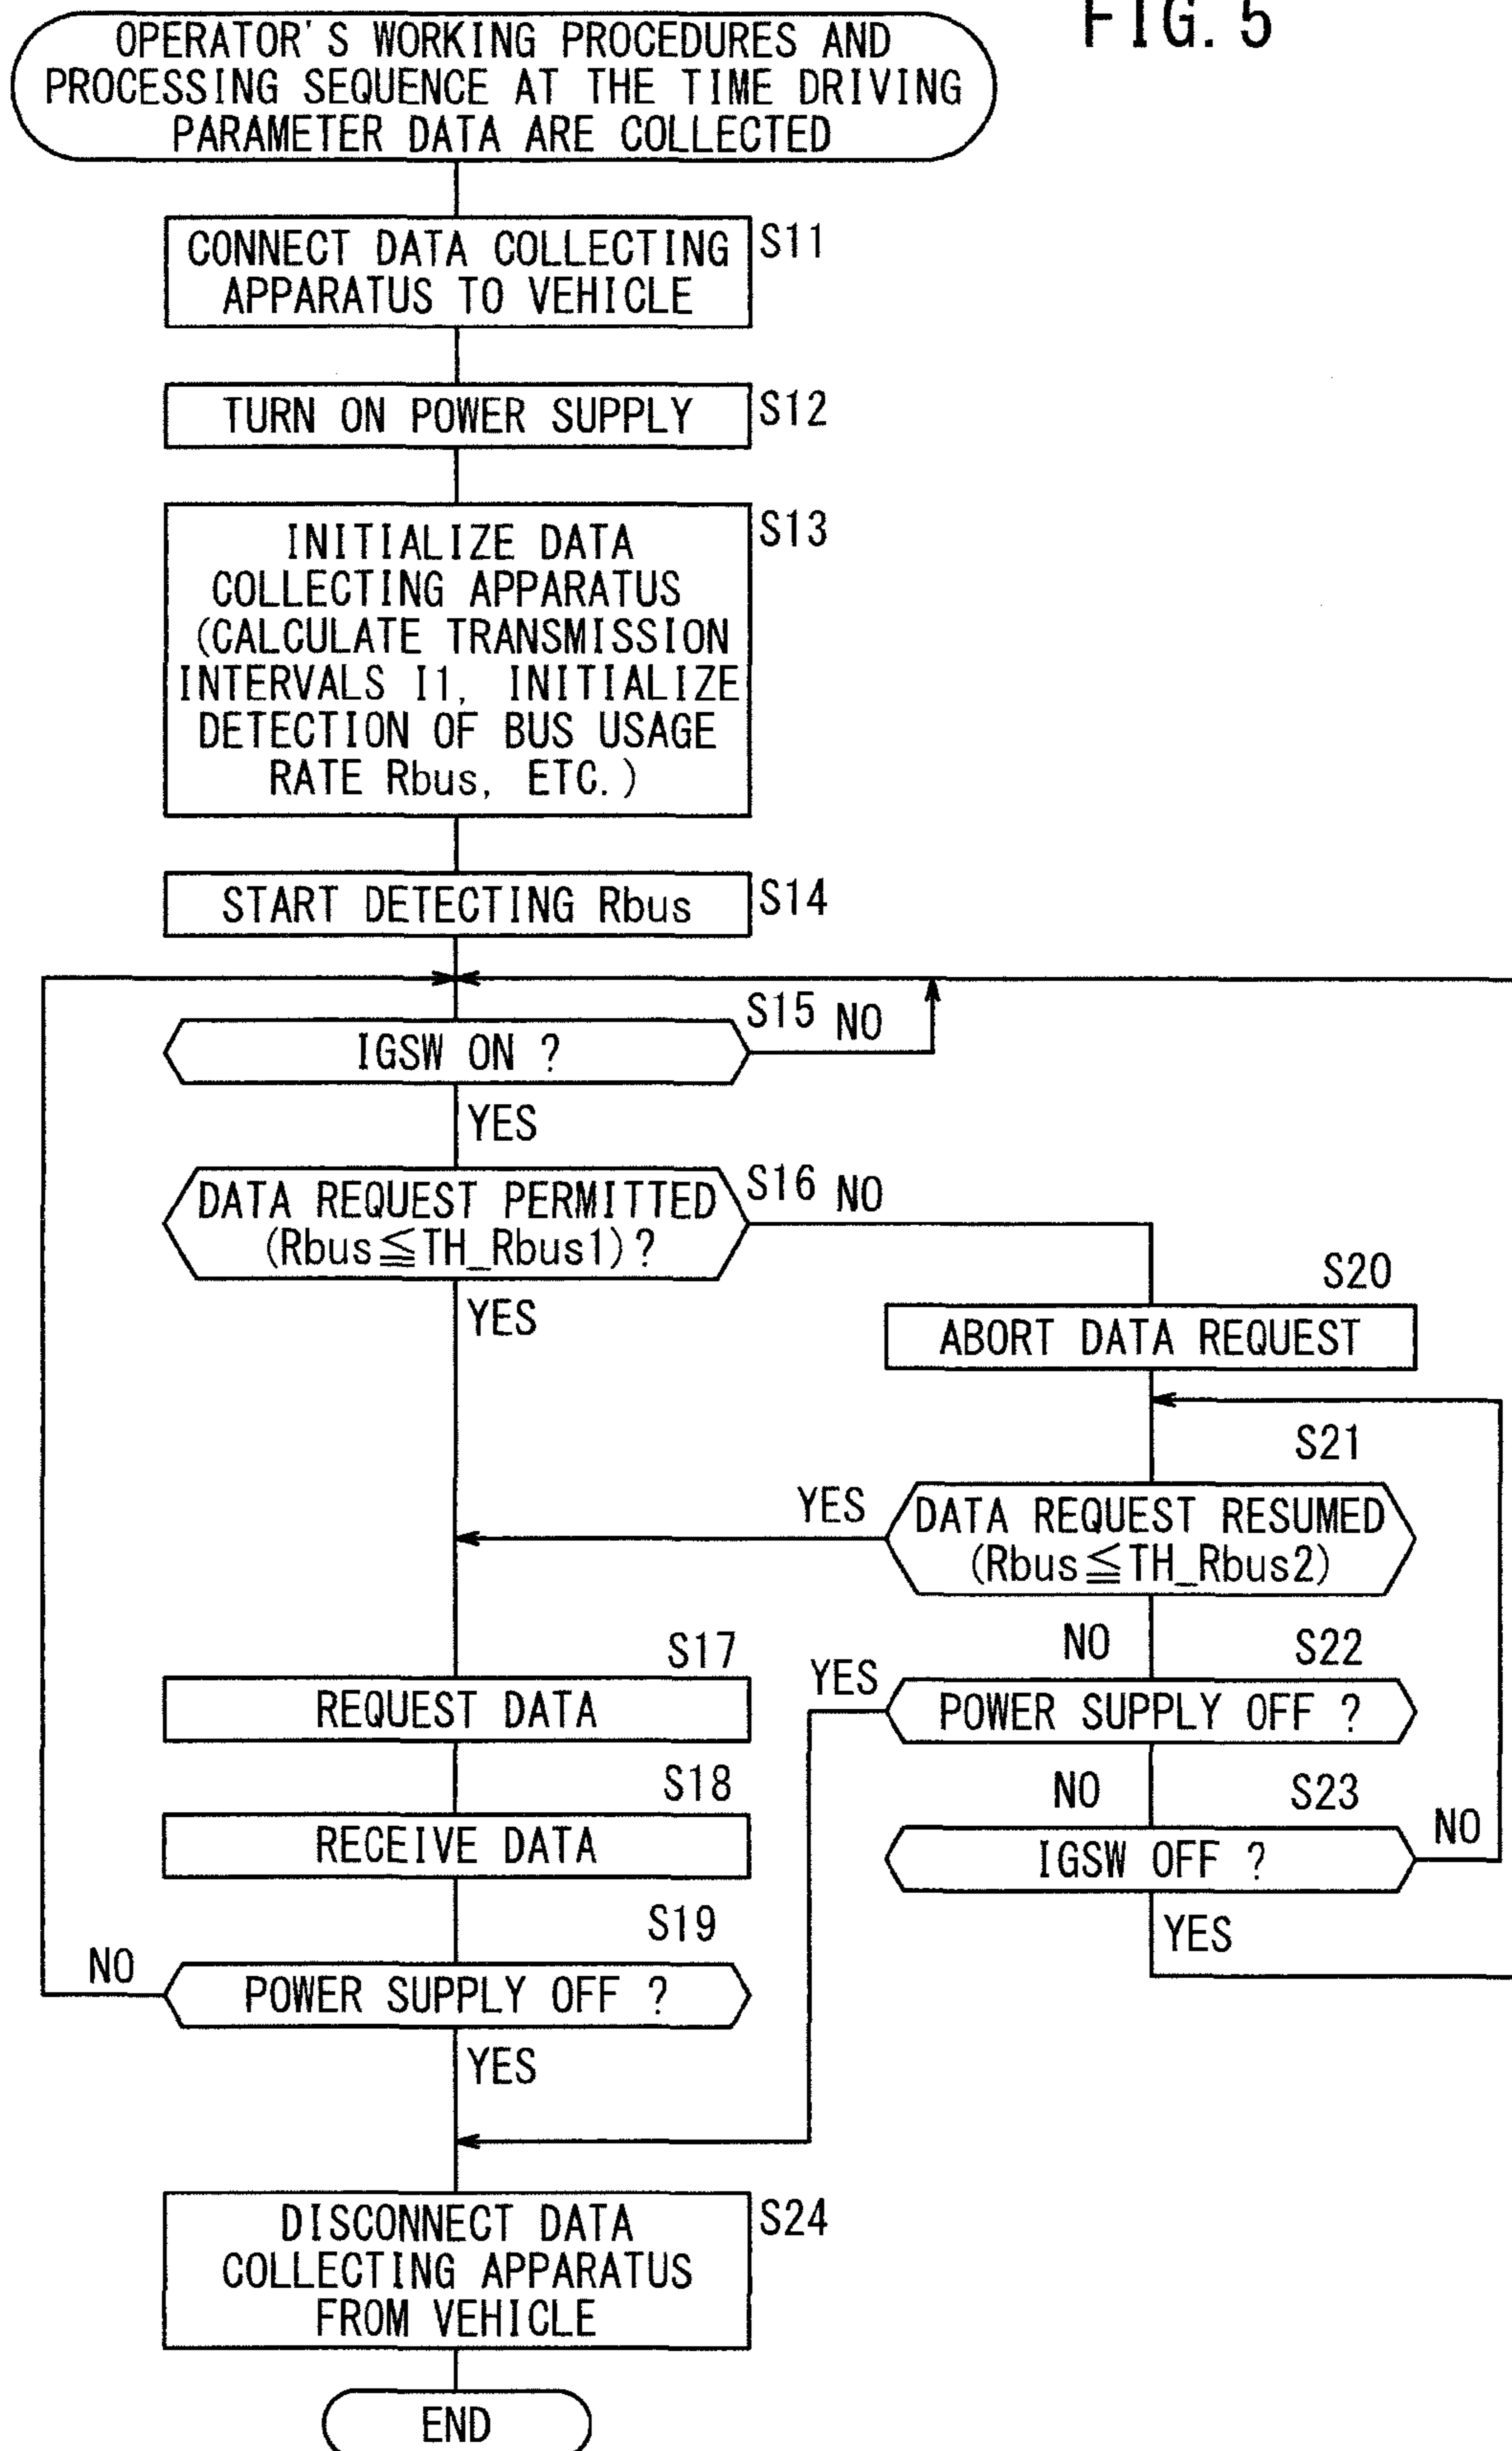 FIG. 5
OPERATOR'S WORKING PROCEDURES AND
PROCESSING SEQUENCE AT THE TIME DRIVING
PARAMETER DATA ARE COLLECTED
CONNECT DATA COLLECTING
APPARATUS TO VEHICLE
S11
TURN ON POWER SUPPLY
S12
INITIALIZE DATA
COLLECTING APPARATUS
(CALCULATE TRANSMISSION
INTERVALS I1, INITIALIZE
DETECTION OF BUS USAGE
RATE Rbus, ETC.)
S13
START DETECTING Rbus
S14
IGSW ON ?
S15
NO
YES
DATA REQUEST PERMITTED
(Rbus≦TH_Rbus1)?
S16
NO
YES
S20
ABORT DATA REQUEST
S21
YES
DATA REQUEST RESUMED
(Rbus≦TH_Rbus2)
NO
S22
YES
POWER SUPPLY OFF ?
NO
S23
IGSW OFF ?
NO
YES
S17
REQUEST DATA
S18
RECEIVE DATA
S19
NO
POWER SUPPLY OFF ?
YES
DISCONNECT DATA
COLLECTING APPARATUS
FROM VEHICLE
S24
END